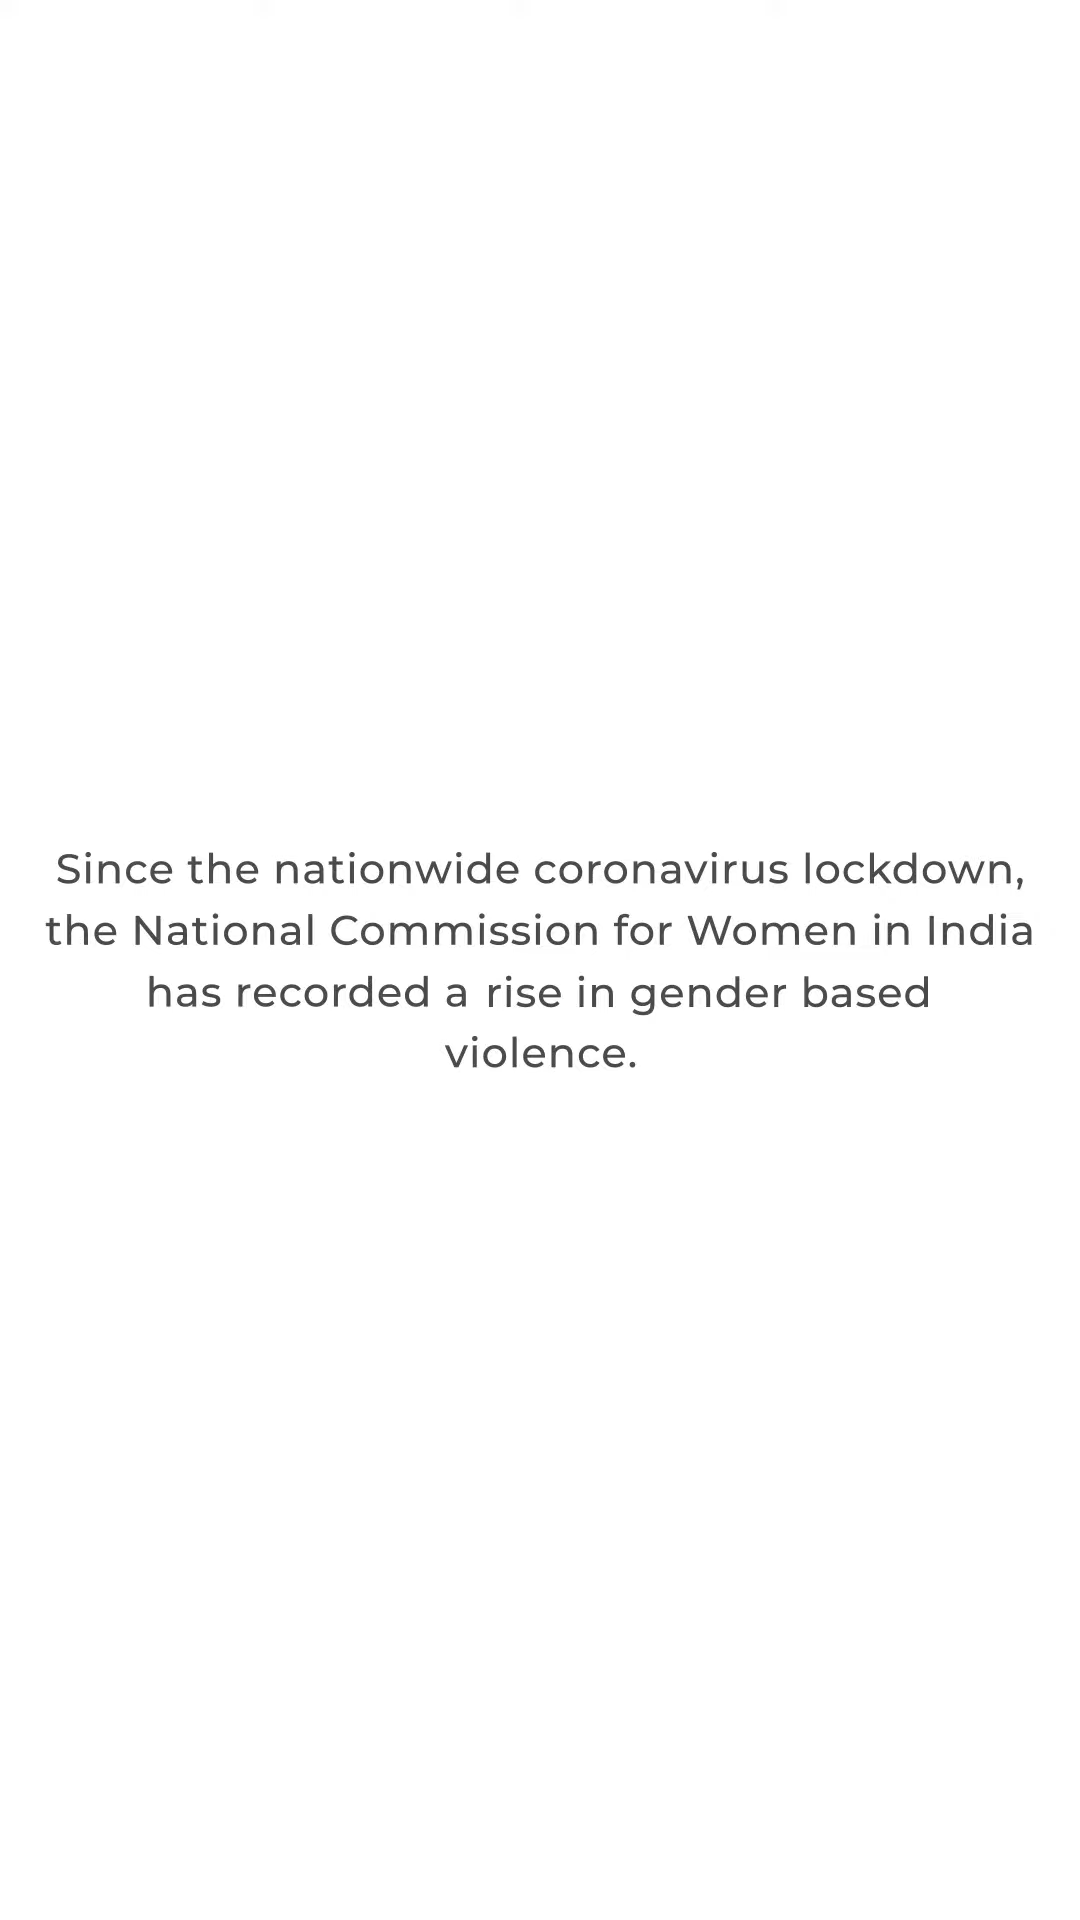 Since the nationwide coronavirus lockdown,
the National Commission for Women in India
has recorded a rise in gender based
violence.